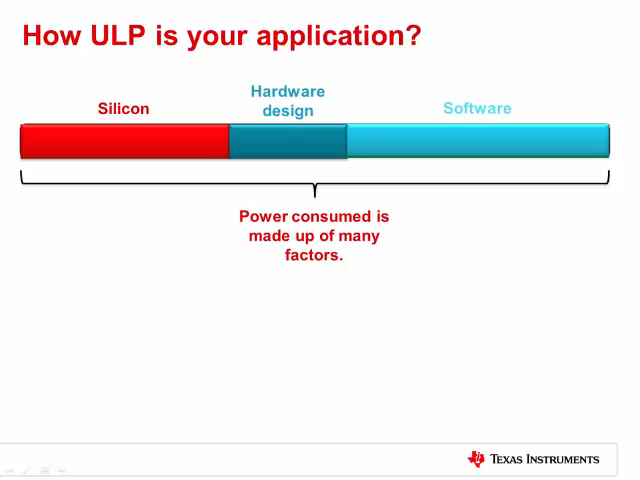 How ULP is your application?
Silicon
Hardware
design
Software
Power consumed is
made up of many
factors.
TEXAS INSTRUMENTS